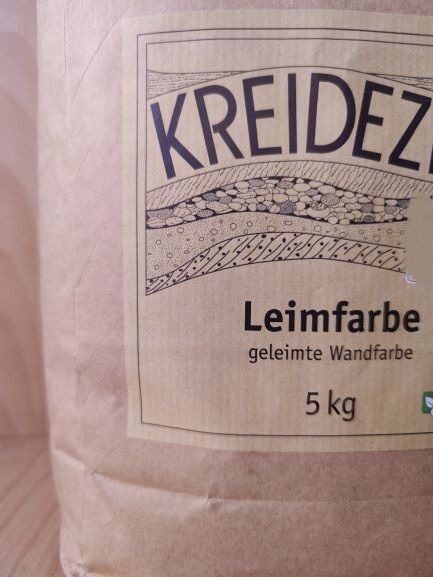 KREIDEZ
Leimfarbe
geleimte Wandfarbe
5 kg